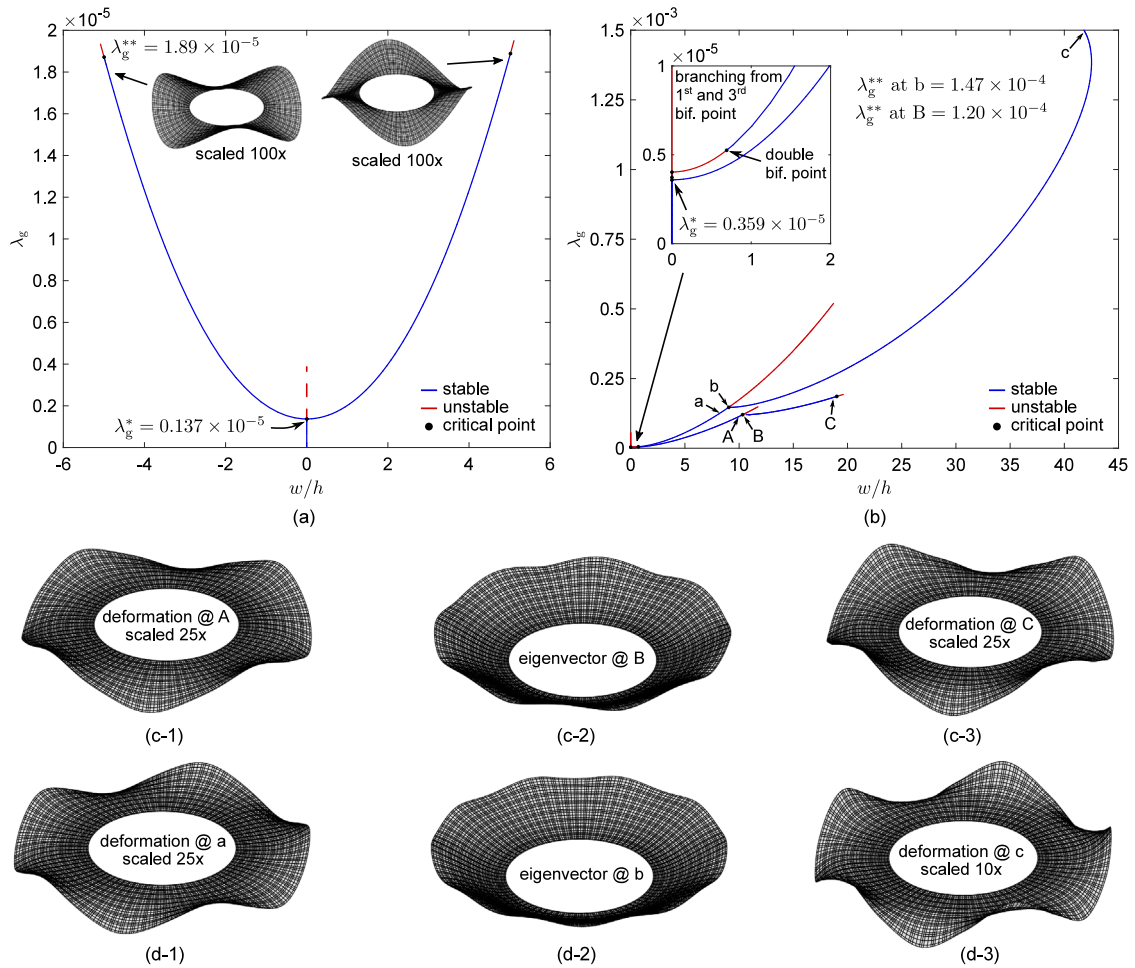 ×10⁻⁵
2
1.8
1.6
1.4
1.2
1
0.8
0.6
0.4
0.2
0
λg
λg** = 1.89 × 10⁻⁵
scaled 100x
scaled 100x
λg* = 0.137 × 10⁻⁵
stable
unstable
critical point
-6 -4 -2 0 2 4 6
w/h
(a)
×10⁻³
1.5
1.25
1
0.75
0.5
0.25
0
λg
c
λg** at b = 1.47 × 10⁻⁴
λg** at B = 1.20 × 10⁻⁴
1 ×10⁻⁵
0.5
0
branching from
1st and 3rd
bif. point
double
bif. point
λg* = 0.359 × 10⁻⁵
0 1 2
b
a
A B
C
stable
unstable
critical point
0 5 10 15 20 25 30 35 40 45
w/h
(b)
deformation @ A
scaled 25x
(c-1)
eigenvector @ B
(c-2)
deformation @ C
scaled 25x
(c-3)
deformation @ a
scaled 25x
(d-1)
eigenvector @ b
(d-2)
deformation @ c
scaled 10x
(d-3)